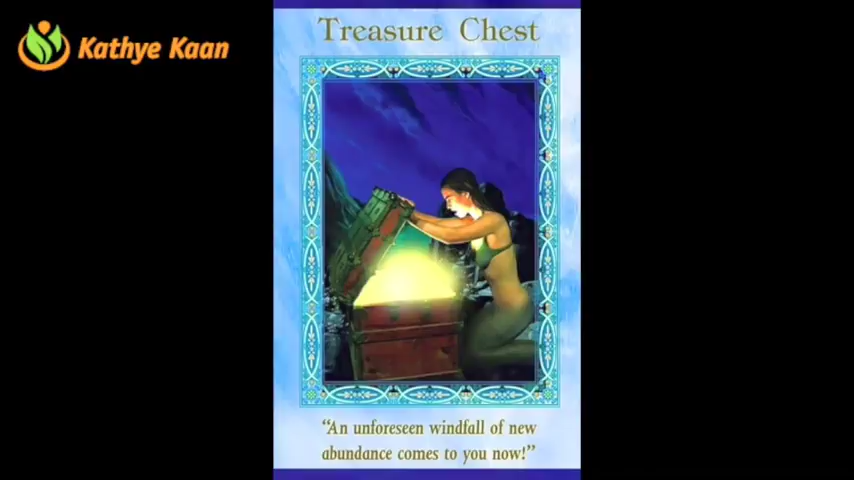 Kathye Kaan
Treasure Chest
“An unforeseen windfall of new
abundance comes to you now!”